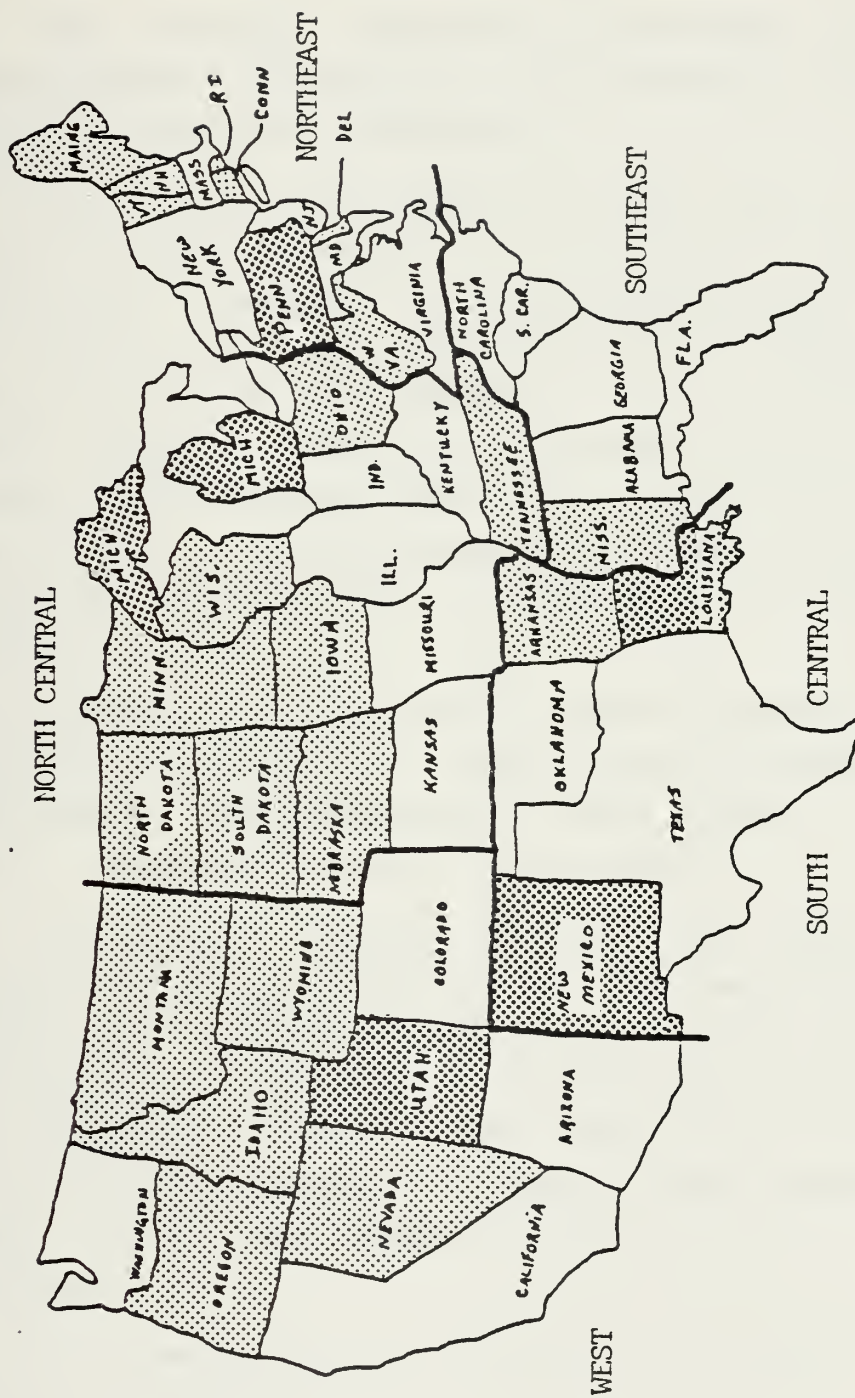 NORTH CENTRAL
NORTHEAST
WEST
SOUTH CENTRAL
SOUTHEAST
WASHINGTON
OREGON
CALIFORNIA
NEVADA
IDAHO
MONTANA
WYOMING
UTAH
ARIZONA
COLORADO
NEW
MEXICO
NORTH
DAKOTA
SOUTH
DAKOTA
NEBRASKA
KANSAS
OKLAHOMA
TEXAS
MINN
IOWA
MISSOURI
ARKANSAS
LOUISIANA
WIS.
ILL.
MICH
MICH
IND.
OHIO
KENTUCKY
TENNESSEE
MISS.
ALABAMA
GEORGIA
FLA.
S. CAR.
NORTH
CAROLINA
VIRGINIA
W.
VA.
MD
DEL
PENN
NJ
NEW
YORK
CONN
RI
MASS
VT
NH
MAINE